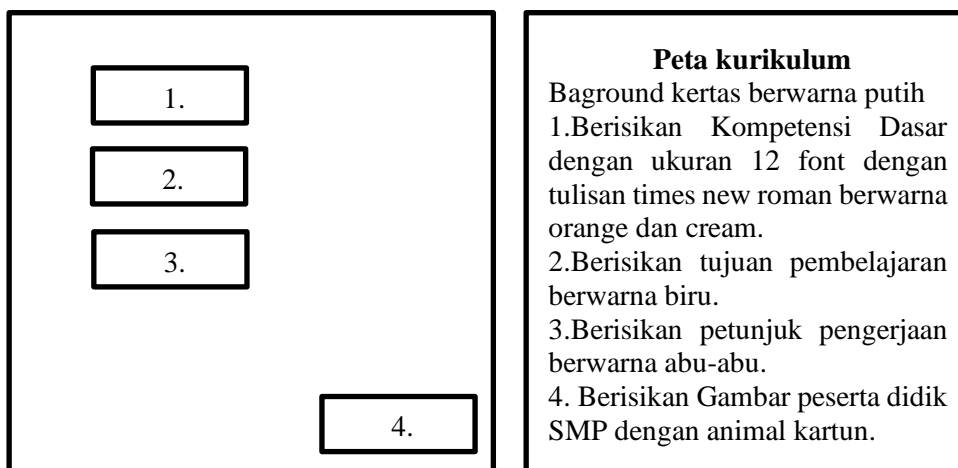 1.
2.
3.
4.
Peta kurikulum
Baground kertas berwarna putih
1.Berisikan Kompetensi Dasar
dengan ukuran 12 font dengan
tulisan times new roman berwarna
orange dan cream.
2.Berisikan tujuan pembelajaran
berwarna biru.
3.Berisikan petunjuk pengerjaan
berwarna abu-abu.
4. Berisikan Gambar peserta didik
SMP dengan animal kartun.